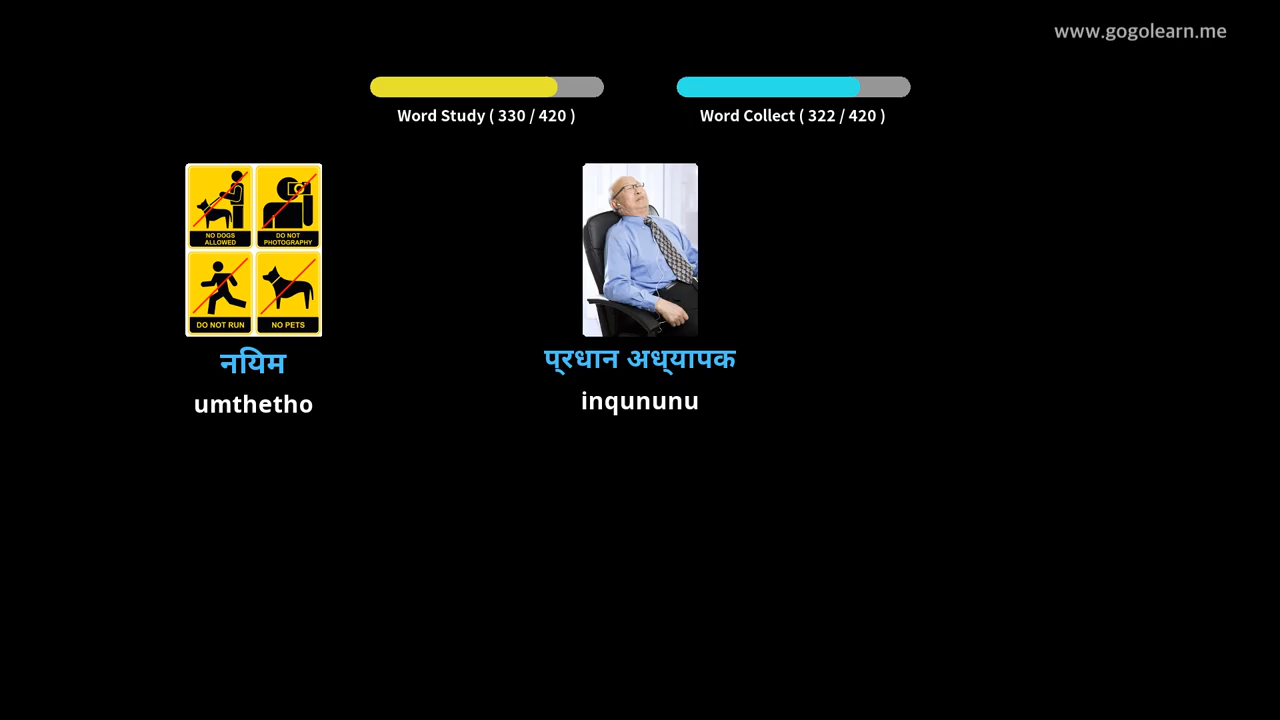 www.gogolearn.me
Word Study ( 330 / 420 )
Word Collect ( 322 / 420 )
NO DOGS ALLOWED
DO NOT PHOTOGRAPHY
DO NOT RUN
NO PETS
नियम
umthetho
प्रधान अध्यापक
inqununu